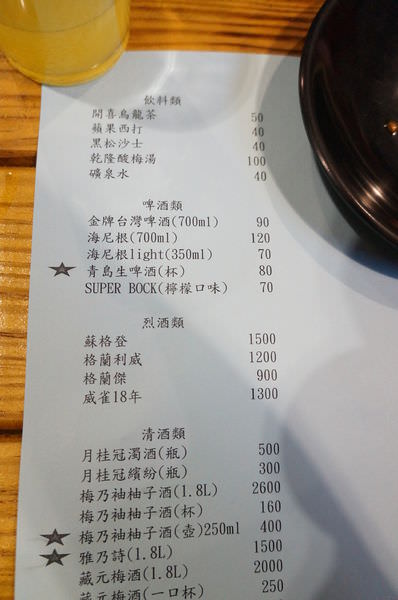 飲料類
開喜烏龍茶 50
蘋果西打 40
黑松沙士 40
乾隆酸梅湯 100
礦泉水 40
啤酒類
金牌台灣啤酒(700ml) 90
海尼根(700ml) 120
海尼根light(350ml) 70
★ 青島生啤酒(杯) 80
SUPER BOCK(檸檬口味) 70
烈酒類
蘇格登 1500
格蘭利威 1200
格蘭傑 900
威雀18年 1300
清酒類
月桂冠濁酒(瓶) 500
月桂冠繽紛(瓶) 300
梅乃袖柚子酒(1.8L) 2600
梅乃袖柚子酒(杯) 160
★ 梅乃袖柚子酒(壺)250ml 400
★ 雅乃詩(1.8L) 1500
藏元梅酒(1.8L) 2000
藏元梅酒(一口杯) 250